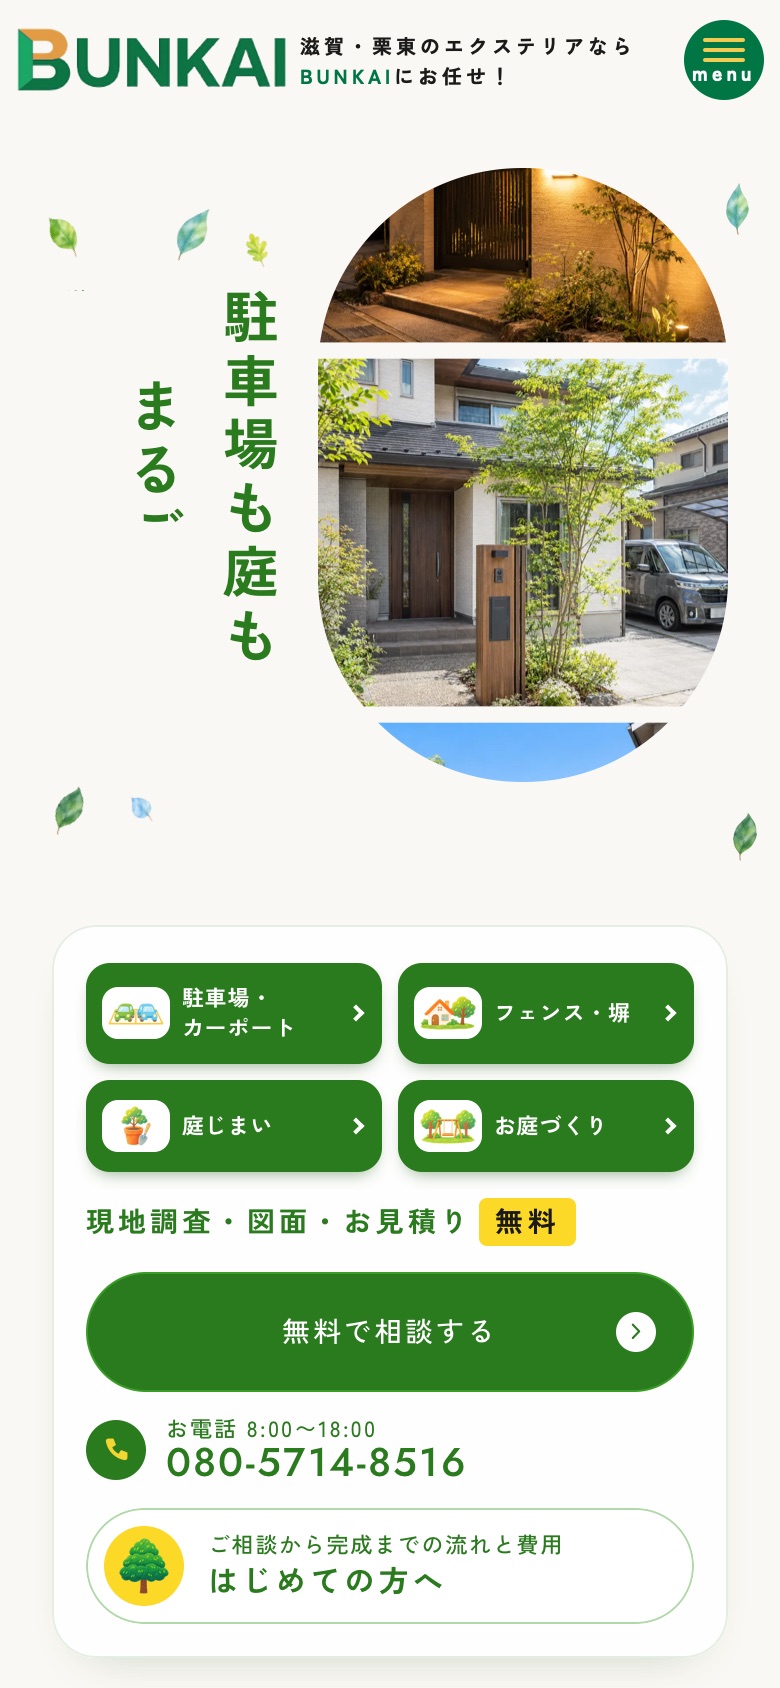 BUNKAI
滋賀・栗東のエクステリアなら
BUNKAIにお任せ！
menu
駐車場も庭も
まるご
駐車場・
カーポート
フェンス・塀
庭じまい
お庭づくり
現地調査・図面・お見積り 無料
無料で相談する
お電話 8:00〜18:00
080-5714-8516
ご相談から完成までの流れと費用
はじめての方へ